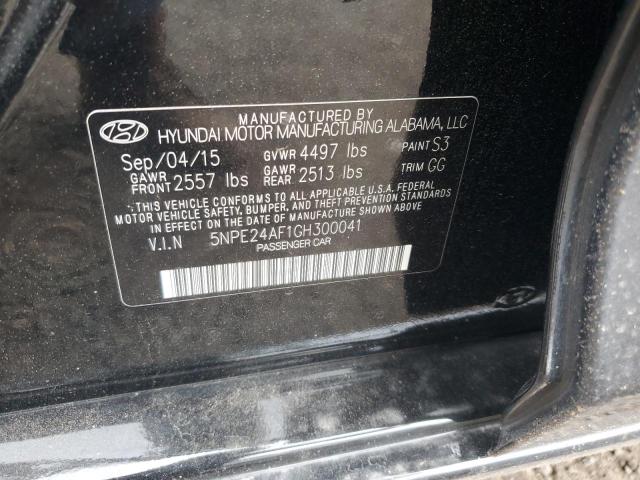 MANUFACTURED BY
HYUNDAI MOTOR MANUFACTURING ALABAMA, LLC
Sep/04/15 GVWR 4497 lbs PAINT S3
GAWR FRONT 2557 lbs GAWR REAR 2513 lbs TRIM GG
THIS VEHICLE CONFORMS TO ALL APPLICABLE U.S.A. FEDERAL
MOTOR VEHICLE SAFETY, BUMPER, AND THEFT PREVENTION STANDARDS
IN EFFECT ON THE DATE OF MANUFACTURE SHOWN ABOVE.
V.I.N 5NPE24AF1GH300041
PASSENGER CAR